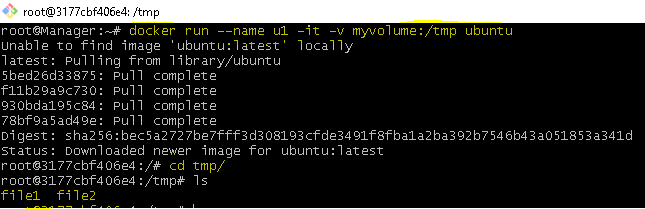 root@3177cbf406e4: /tmp
root@Manager:~# docker run --name u1 -it -v myvolume:/tmp ubuntu
Unable to find image 'ubuntu:latest' locally
latest: Pulling from library/ubuntu
5bed26d33875: Pull complete
f11b29a9c730: Pull complete
930bda195c84: Pull complete
78bf9a5ad49e: Pull complete
Digest: sha256:bec5a2727be7fff3d308193cfde3491f8fba1a2ba392b7546b43a051853a341d
Status: Downloaded newer image for ubuntu:latest
root@3177cbf406e4:/# cd tmp/
root@3177cbf406e4:/tmp# ls
file1 file2